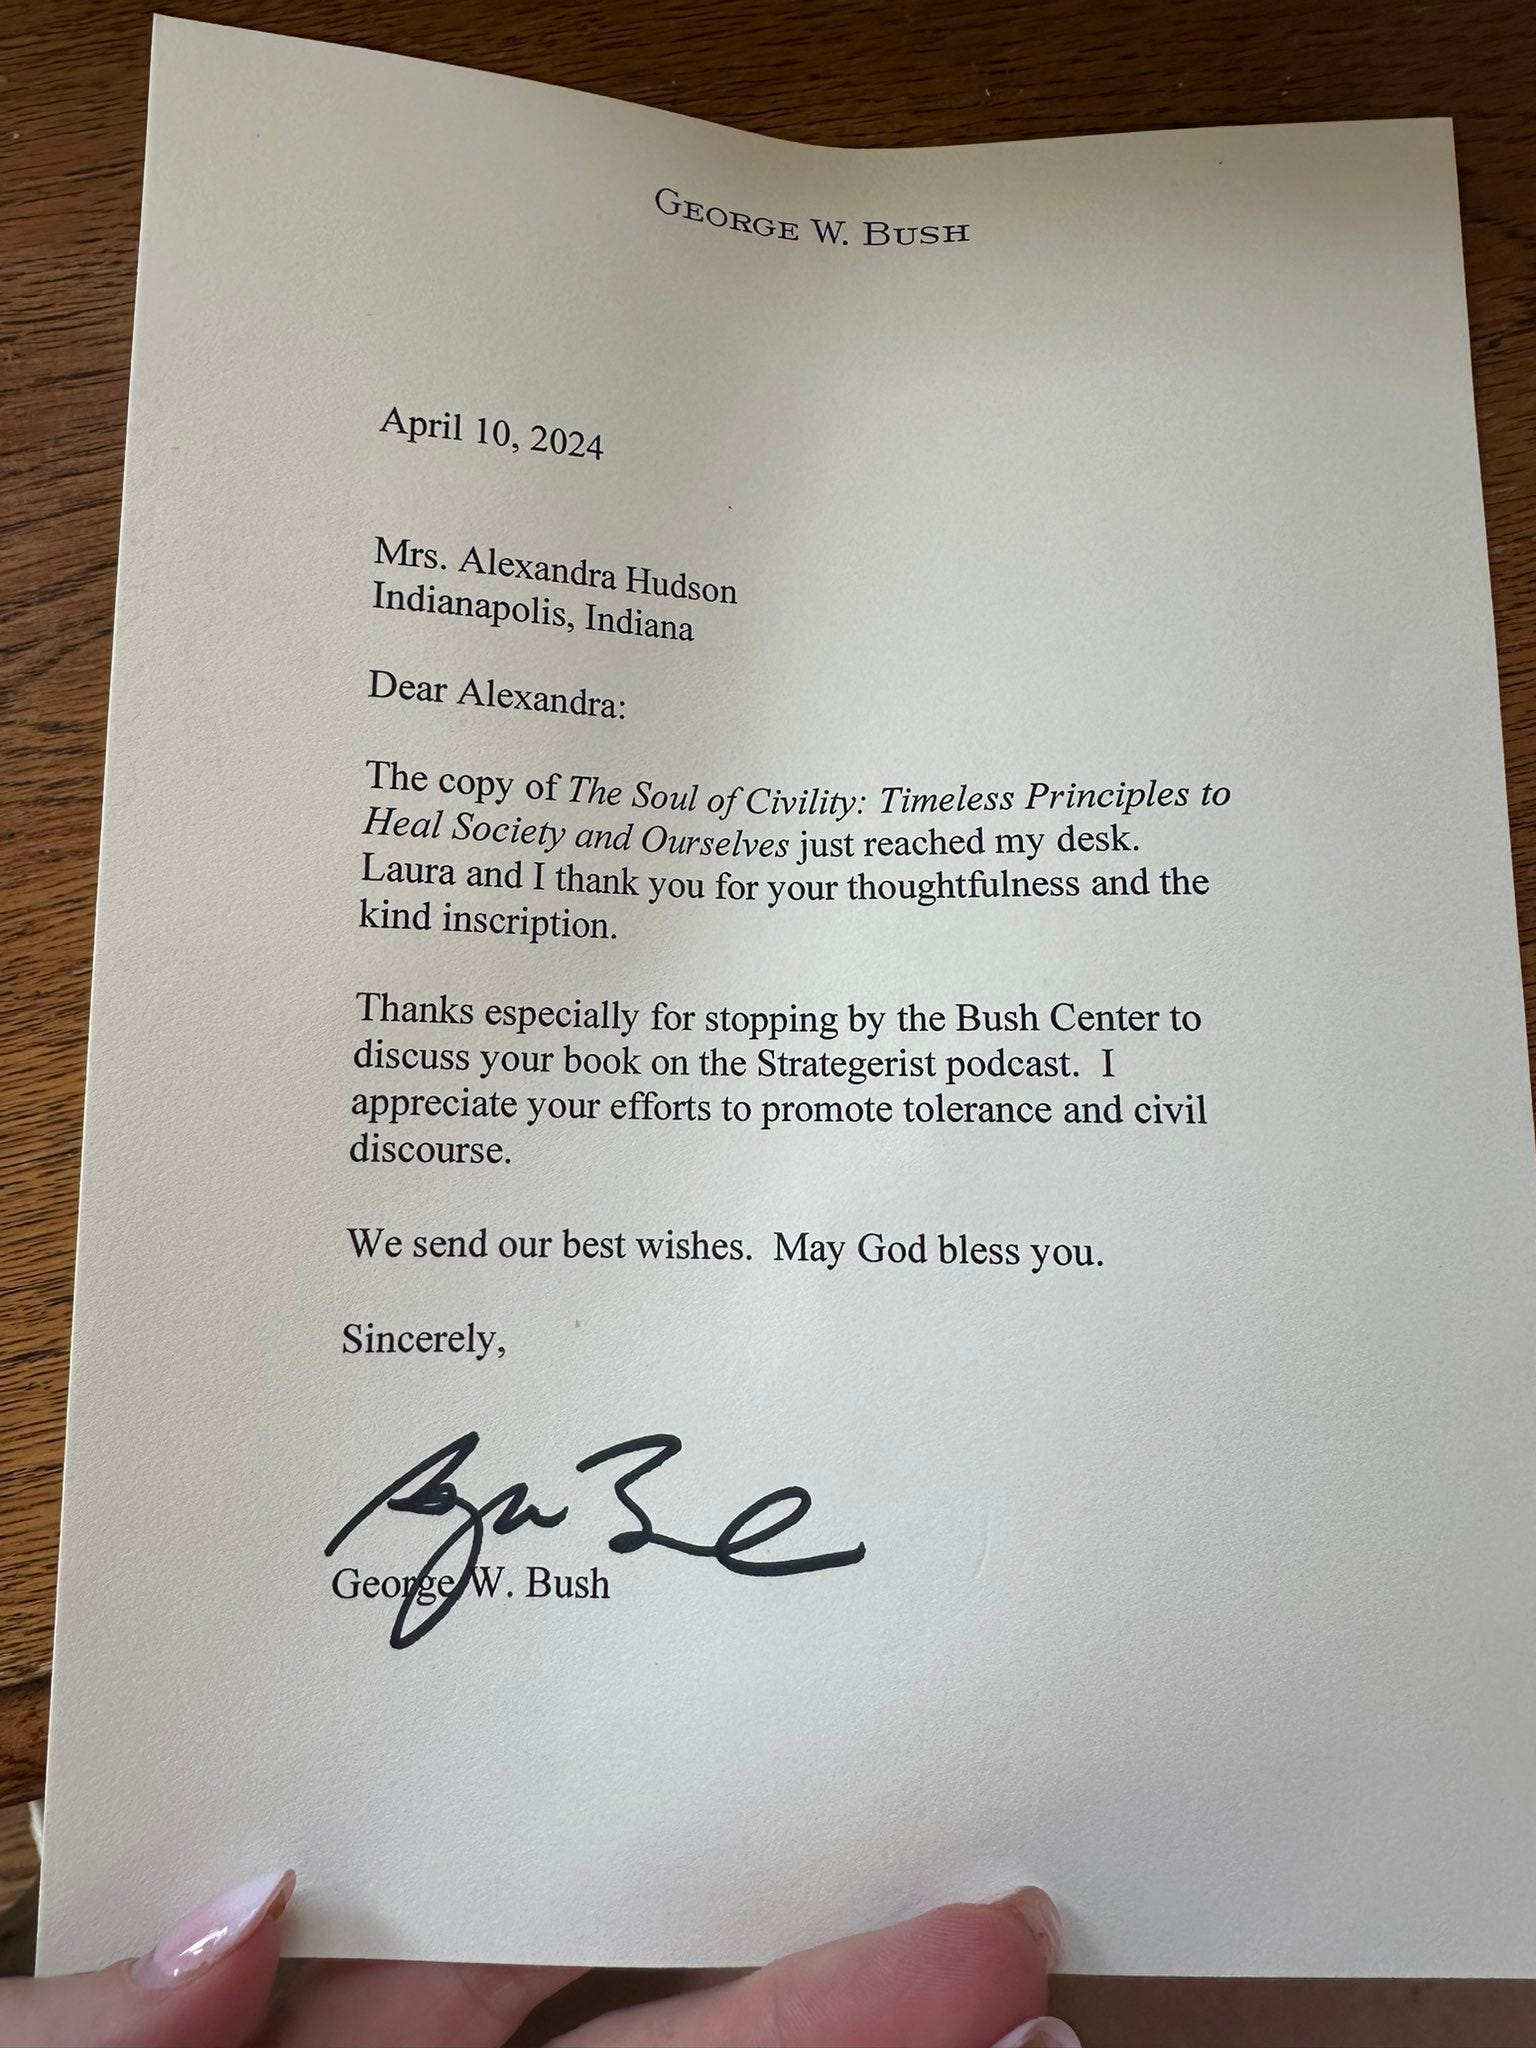 GEORGE W. BUSH
April 10, 2024
Mrs. Alexandra Hudson
Indianapolis, Indiana
Dear Alexandra:
The copy of The Soul of Civility: Timeless Principles to
Heal Society and Ourselves just reached my desk.
Laura and I thank you for your thoughtfulness and the
kind inscription.
Thanks especially for stopping by the Bush Center to
discuss your book on the Strategerist podcast.  I
appreciate your efforts to promote tolerance and civil
discourse.
We send our best wishes.  May God bless you.
Sincerely,
George W. Bush